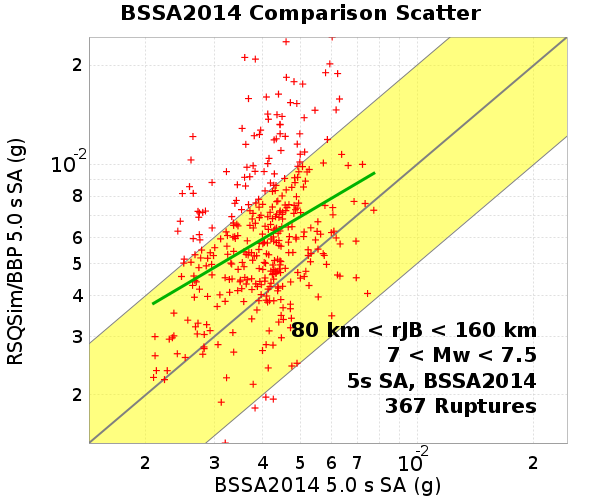 BSSA2014 Comparison Scatter
RSQSim/BBP 5.0 s SA (g)
2
10-2
8
6
5
4
3
2
80 km < rJB < 160 km
7 < Mw < 7.5
5s SA, BSSA2014
367 Ruptures
2 3 4 5 6 7 10-2 2
BSSA2014 5.0 s SA (g)